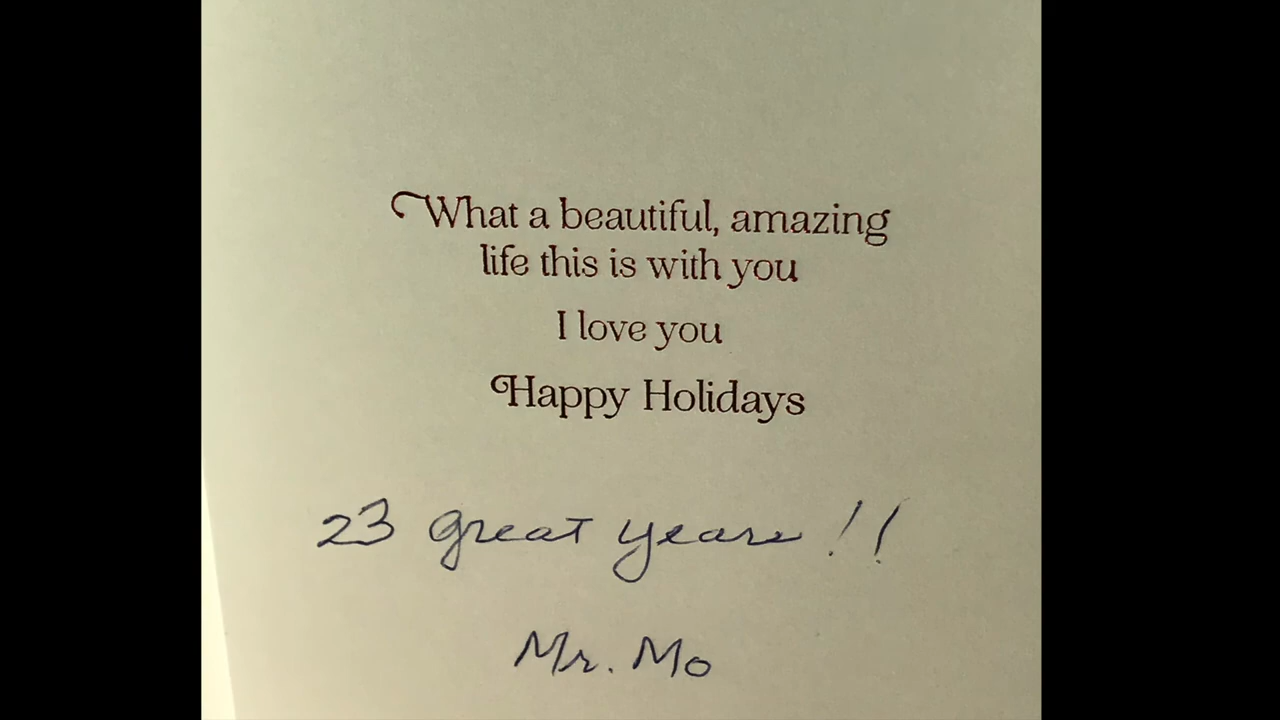 What a beautiful, amazing
life this is with you
I love you
Happy Holidays
23 great years!!
Mr. Mo